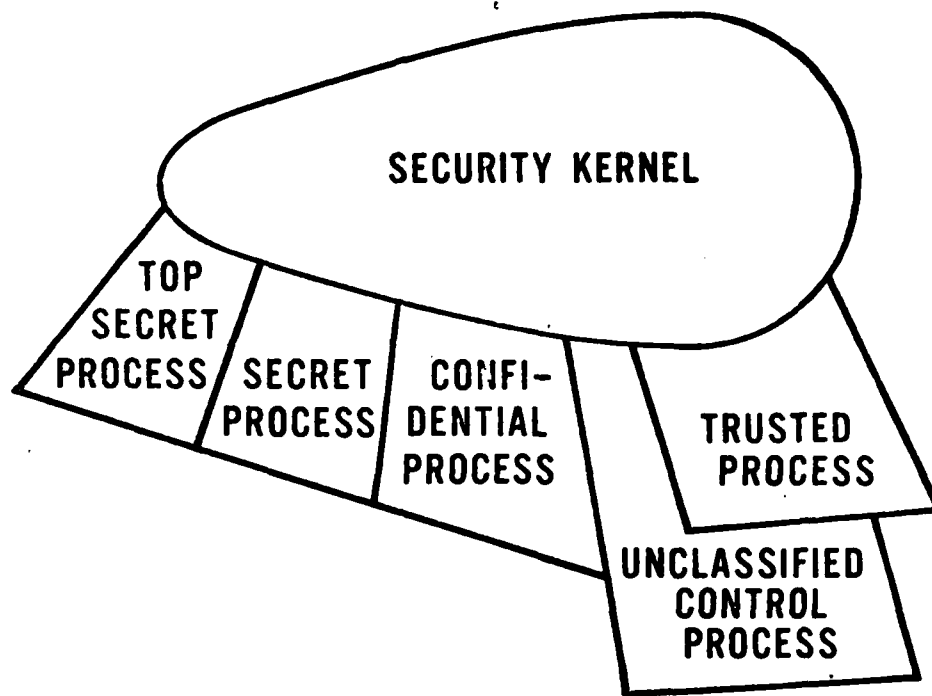 SECURITY KERNEL
TOP
SECRET
PROCESS
SECRET
PROCESS
CONFI-
DENTIAL
PROCESS
TRUSTED
PROCESS
UNCLASSIFIED
CONTROL
PROCESS